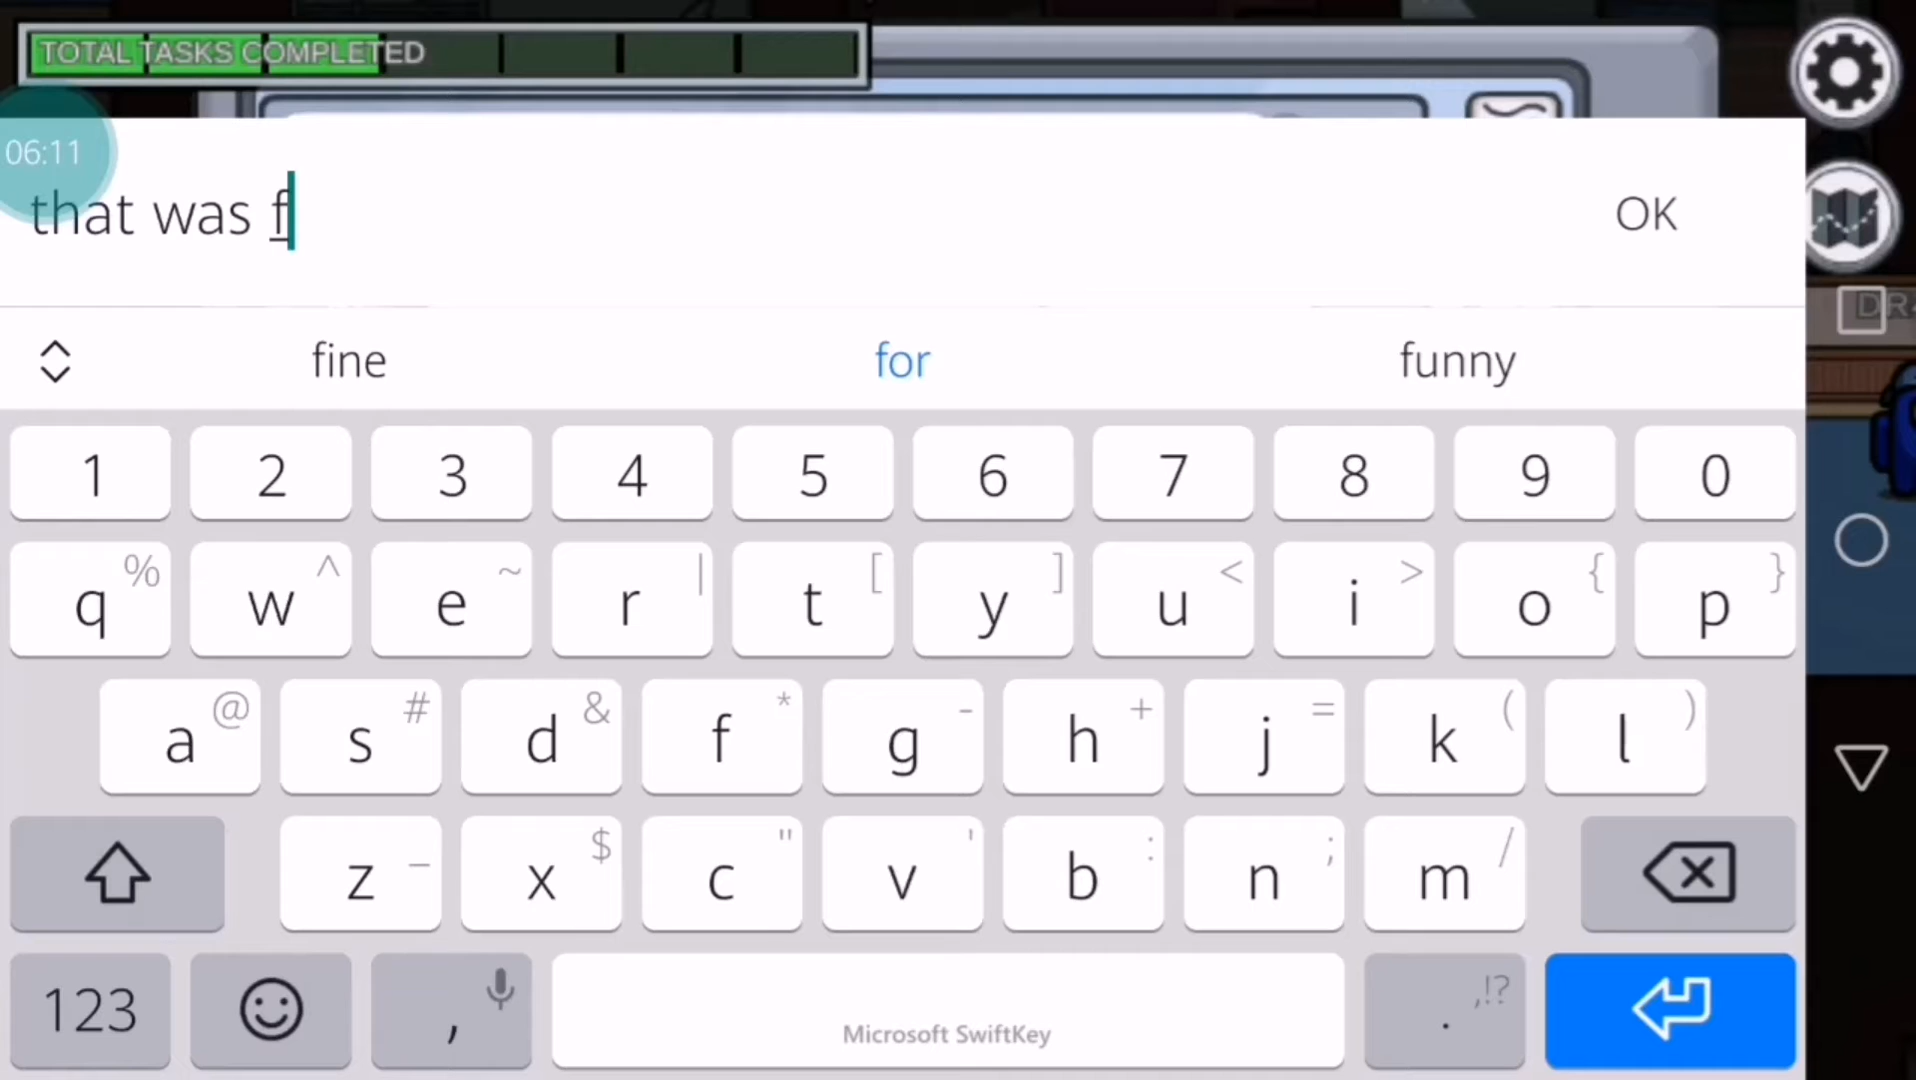 TOTAL TASKS COMPLETED
06:11
that was f
OK
DR
fine for funny
1 2 3 4 5 6 7 8 9 0
q % w ^ e ~ r | t [ y ] u < i > o { p }
a @ s # d & f * g - h + j = k ( l )
z _ x $ c " v ' b : n ; m /
123 , Microsoft SwiftKey . ,!?